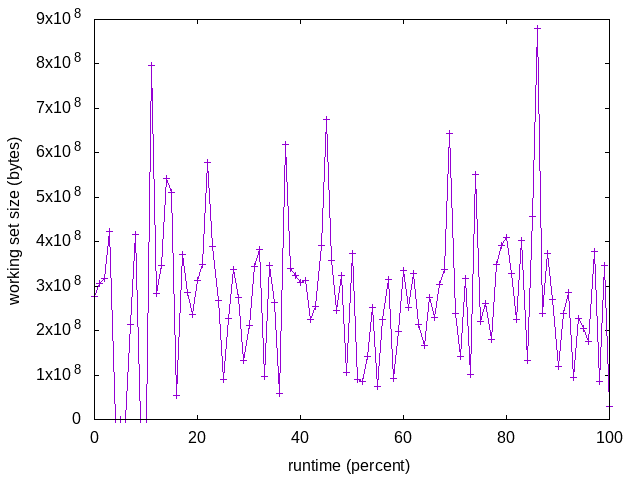 9x10^8
8x10^8
7x10^8
6x10^8
5x10^8
4x10^8
3x10^8
2x10^8
1x10^8
0
working set size (bytes)
0 20 40 60 80 100
runtime (percent)